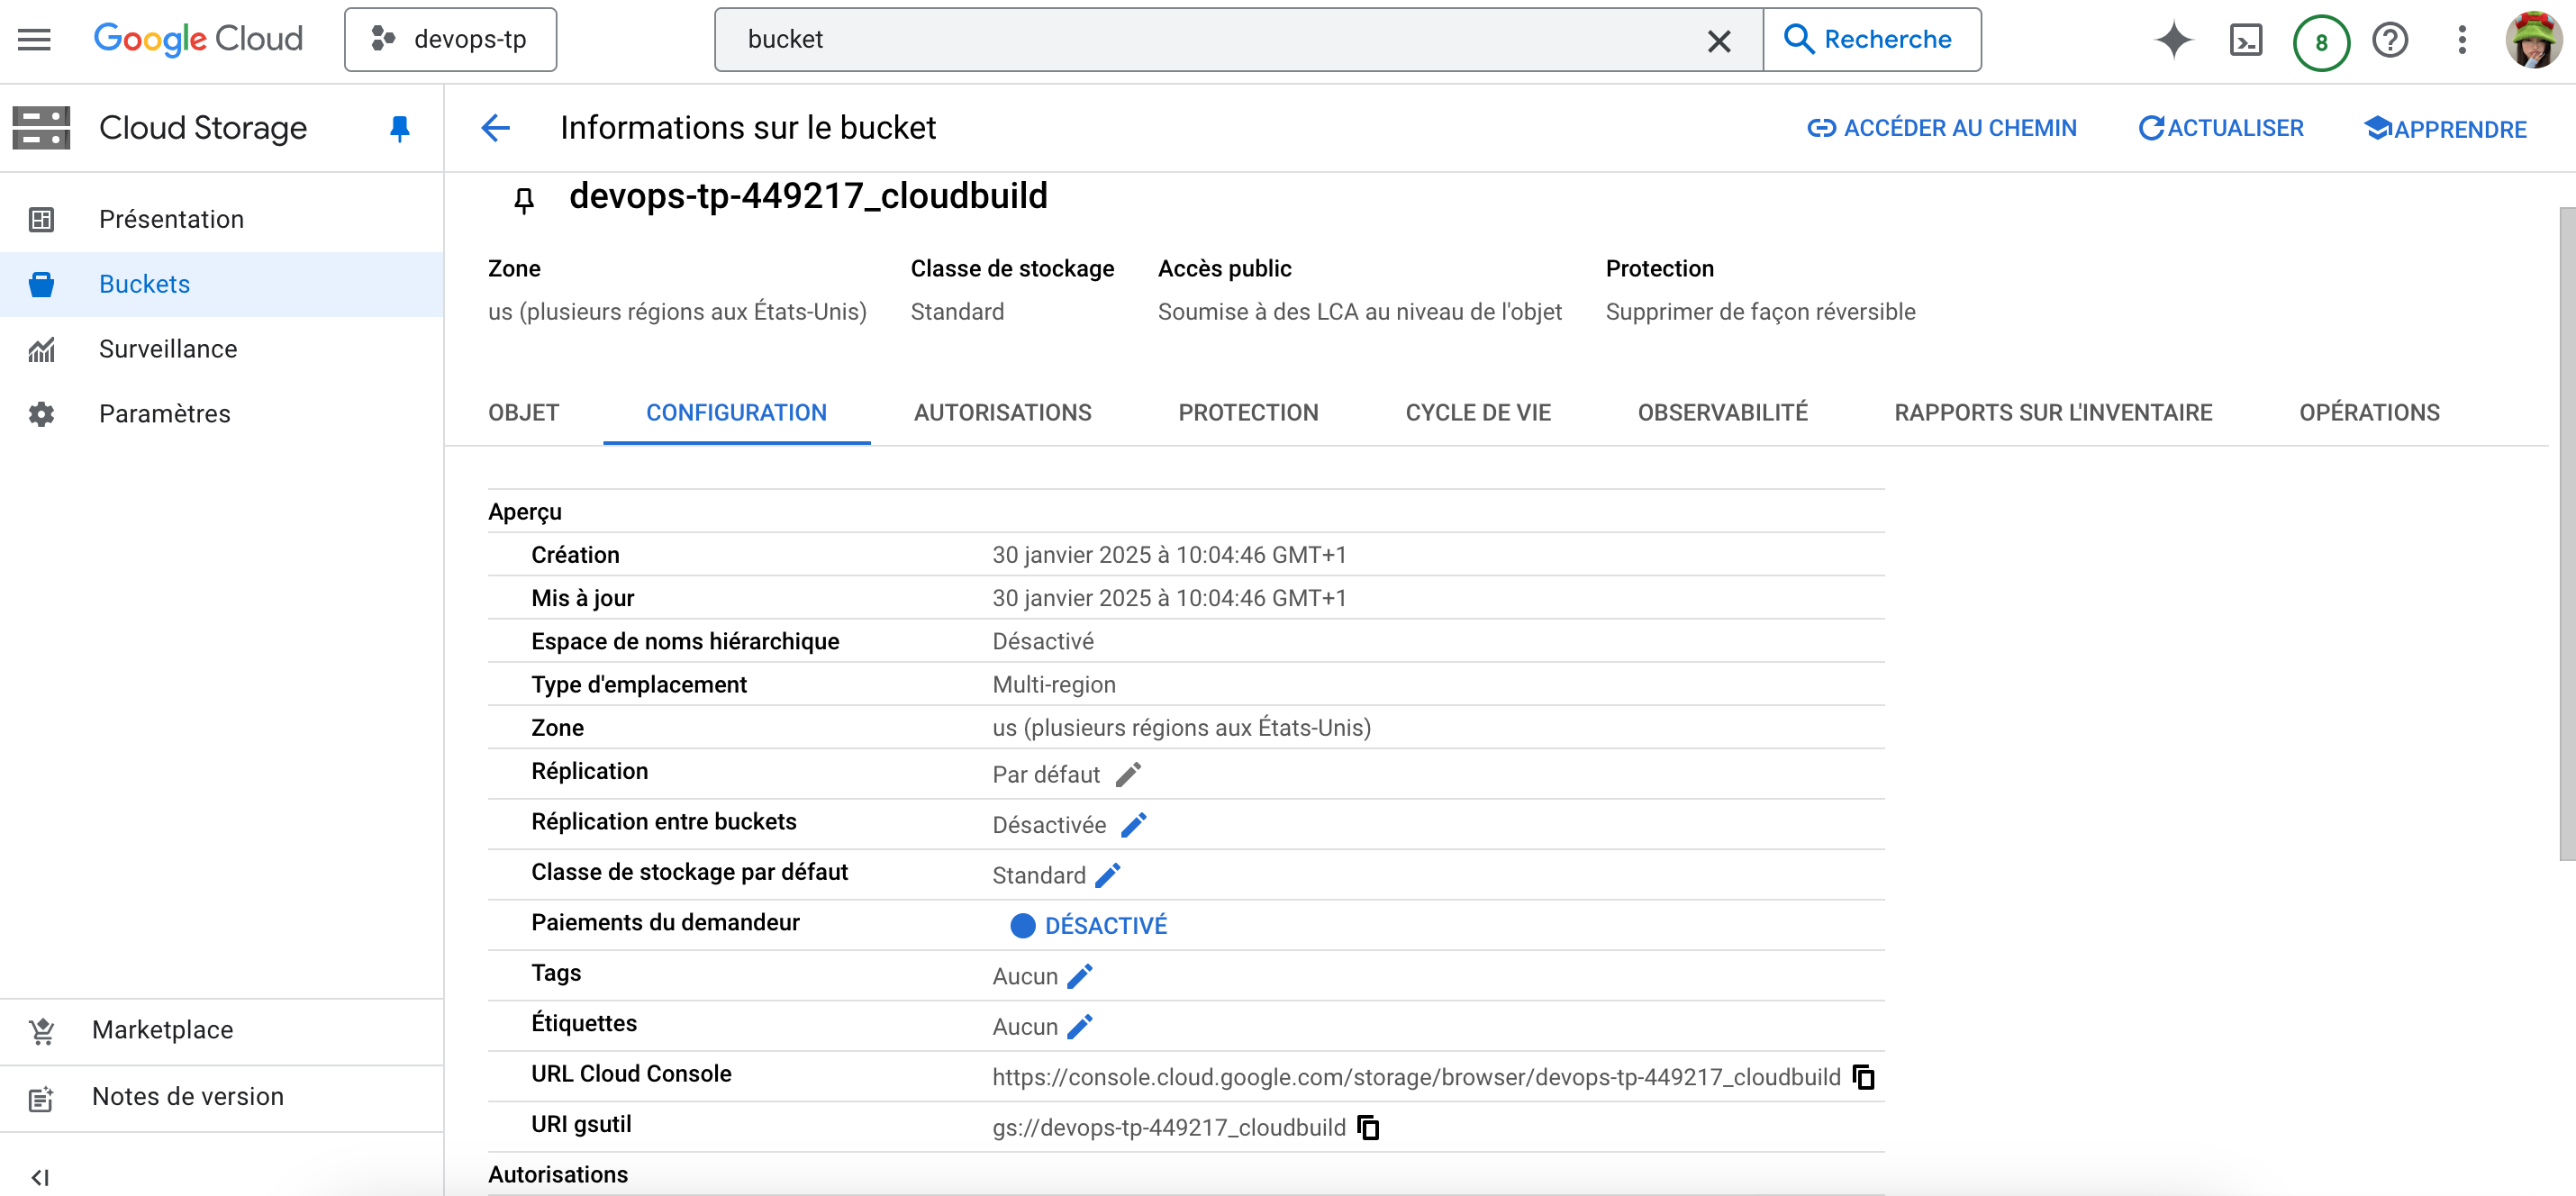 Google Cloud
devops-tp
bucket
Recherche
8
Cloud Storage
Informations sur le bucket
ACCÉDER AU CHEMIN
ACTUALISER
APPRENDRE
Présentation
Buckets
Surveillance
Paramètres
Marketplace
Notes de version
devops-tp-449217_cloudbuild
Zone
Classe de stockage
Accès public
Protection
us (plusieurs régions aux États-Unis)
Standard
Soumise à des LCA au niveau de l'objet
Supprimer de façon réversible
OBJET
CONFIGURATION
AUTORISATIONS
PROTECTION
CYCLE DE VIE
OBSERVABILITÉ
RAPPORTS SUR L'INVENTAIRE
OPÉRATIONS
Aperçu
Création 30 janvier 2025 à 10:04:46 GMT+1
Mis à jour 30 janvier 2025 à 10:04:46 GMT+1
Espace de noms hiérarchique Désactivé
Type d'emplacement Multi-region
Zone us (plusieurs régions aux États-Unis)
Réplication Par défaut
Réplication entre buckets Désactivée
Classe de stockage par défaut Standard
Paiements du demandeur DÉSACTIVÉ
Tags Aucun
Étiquettes Aucun
URL Cloud Console https://console.cloud.google.com/storage/browser/devops-tp-449217_cloudbuild
URI gsutil gs://devops-tp-449217_cloudbuild
Autorisations